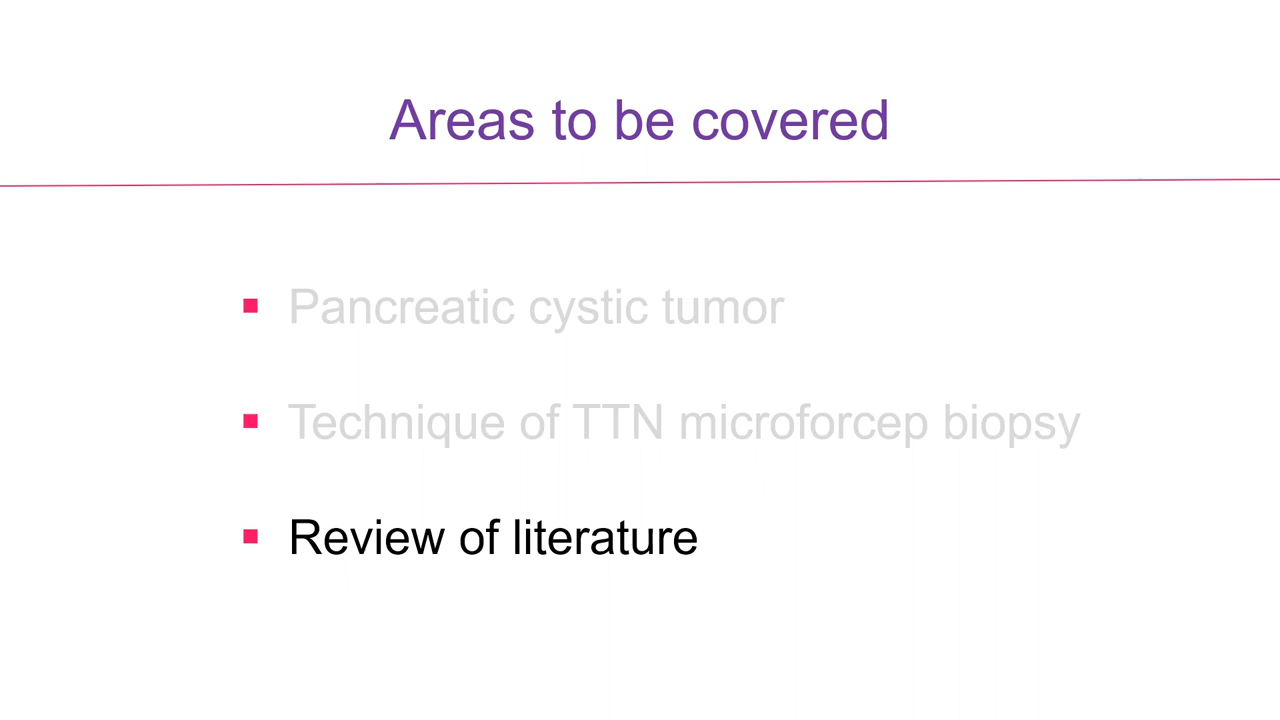 Areas to be covered
Pancreatic cystic tumor
Technique of TTN microforcep biopsy
Review of literature